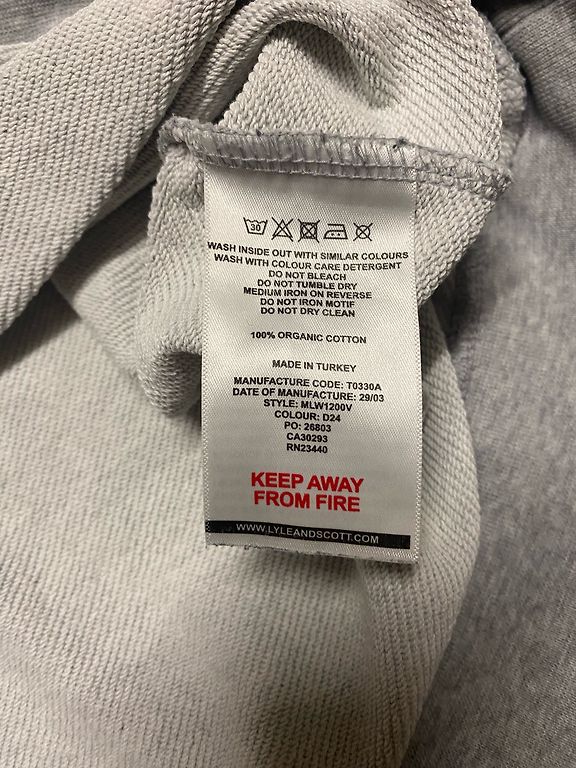 30
WASH INSIDE OUT WITH SIMILAR COLOURS
WASH WITH COLOUR CARE DETERGENT
DO NOT BLEACH
DO NOT TUMBLE DRY
MEDIUM IRON ON REVERSE
DO NOT IRON MOTIF
DO NOT DRY CLEAN
100% ORGANIC COTTON
MADE IN TURKEY
MANUFACTURE CODE: T0330A
DATE OF MANUFACTURE: 29/03
STYLE: MLW1200V
COLOUR: D24
PO: 26803
CA30293
RN23440
KEEP AWAY
FROM FIRE
WWW.LYLEANDSCOTT.COM